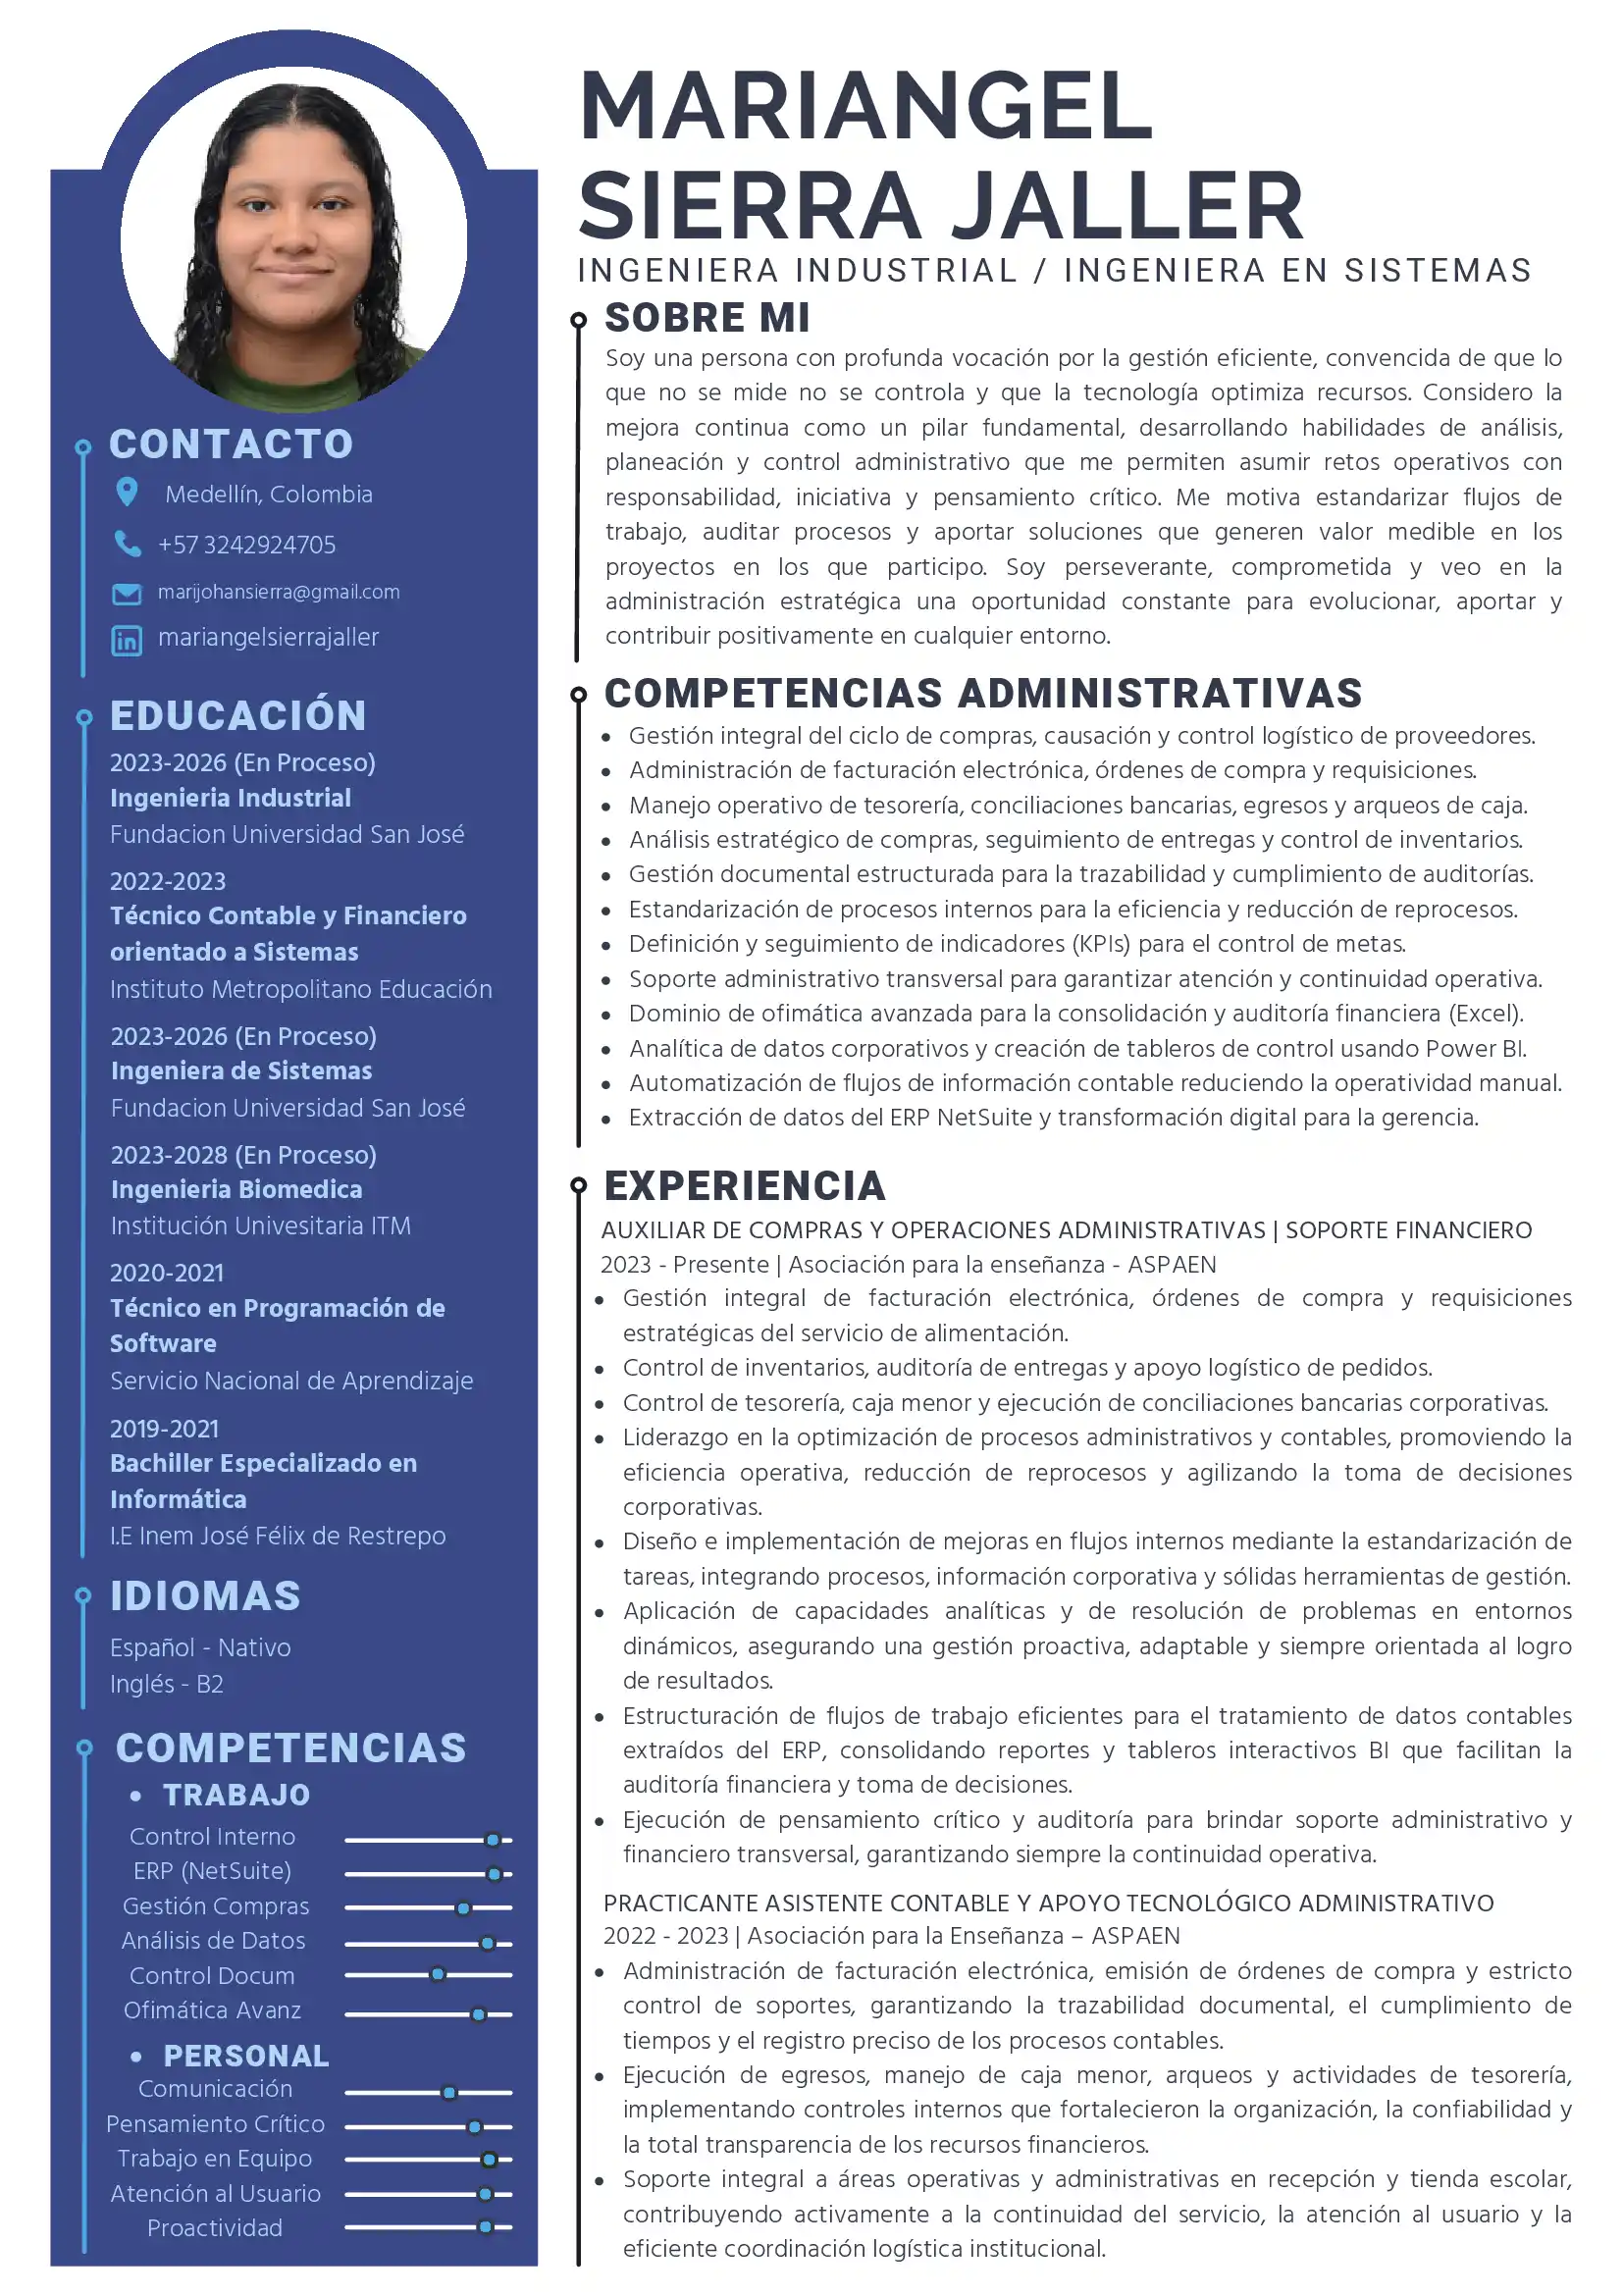 MARIANGEL
SIERRA JALLER
INGENIERA INDUSTRIAL / INGENIERA EN SISTEMAS
CONTACTO
Medellín, Colombia
+57 3242924705
marijohansierra@gmail.com
in mariangelsierrajaller
EDUCACIÓN
2023-2026 (En Proceso)
Ingenieria Industrial
Fundacion Universidad San José
2022-2023
Técnico Contable y Financiero
orientado a Sistemas
Instituto Metropolitano Educación
2023-2026 (En Proceso)
Ingeniera de Sistemas
Fundacion Universidad San José
2023-2028 (En Proceso)
Ingenieria Biomedica
Institución Univesitaria ITM
2020-2021
Técnico en Programación de
Software
Servicio Nacional de Aprendizaje
2019-2021
Bachiller Especializado en
Informática
I.E Inem José Félix de Restrepo
IDIOMAS
Español - Nativo
Inglés - B2
COMPETENCIAS
• TRABAJO
Control Interno
ERP (NetSuite)
Gestión Compras
Análisis de Datos
Control Docum
Ofimática Avanz
• PERSONAL
Comunicación
Pensamiento Crítico
Trabajo en Equipo
Atención al Usuario
Proactividad
SOBRE MI
Soy una persona con profunda vocación por la gestión eficiente, convencida de que lo
que no se mide no se controla y que la tecnología optimiza recursos. Considero la
mejora continua como un pilar fundamental, desarrollando habilidades de análisis,
planeación y control administrativo que me permiten asumir retos operativos con
responsabilidad, iniciativa y pensamiento crítico. Me motiva estandarizar flujos de
trabajo, auditar procesos y aportar soluciones que generen valor medible en los
proyectos en los que participo. Soy perseverante, comprometida y veo en la
administración estratégica una oportunidad constante para evolucionar, aportar y
contribuir positivamente en cualquier entorno.
COMPETENCIAS ADMINISTRATIVAS
• Gestión integral del ciclo de compras, causación y control logístico de proveedores.
• Administración de facturación electrónica, órdenes de compra y requisiciones.
• Manejo operativo de tesorería, conciliaciones bancarias, egresos y arqueos de caja.
• Análisis estratégico de compras, seguimiento de entregas y control de inventarios.
• Gestión documental estructurada para la trazabilidad y cumplimiento de auditorías.
• Estandarización de procesos internos para la eficiencia y reducción de reprocesos.
• Definición y seguimiento de indicadores (KPIs) para el control de metas.
• Soporte administrativo transversal para garantizar atención y continuidad operativa.
• Dominio de ofimática avanzada para la consolidación y auditoría financiera (Excel).
• Analítica de datos corporativos y creación de tableros de control usando Power BI.
• Automatización de flujos de información contable reduciendo la operatividad manual.
• Extracción de datos del ERP NetSuite y transformación digital para la gerencia.
EXPERIENCIA
AUXILIAR DE COMPRAS Y OPERACIONES ADMINISTRATIVAS | SOPORTE FINANCIERO
2023 - Presente | Asociación para la enseñanza - ASPAEN
• Gestión integral de facturación electrónica, órdenes de compra y requisiciones
estratégicas del servicio de alimentación.
• Control de inventarios, auditoría de entregas y apoyo logístico de pedidos.
• Control de tesorería, caja menor y ejecución de conciliaciones bancarias corporativas.
• Liderazgo en la optimización de procesos administrativos y contables, promoviendo la
eficiencia operativa, reducción de reprocesos y agilizando la toma de decisiones
corporativas.
• Diseño e implementación de mejoras en flujos internos mediante la estandarización de
tareas, integrando procesos, información corporativa y sólidas herramientas de gestión.
• Aplicación de capacidades analíticas y de resolución de problemas en entornos
dinámicos, asegurando una gestión proactiva, adaptable y siempre orientada al logro
de resultados.
• Estructuración de flujos de trabajo eficientes para el tratamiento de datos contables
extraídos del ERP, consolidando reportes y tableros interactivos BI que facilitan la
auditoría financiera y toma de decisiones.
• Ejecución de pensamiento crítico y auditoría para brindar soporte administrativo y
financiero transversal, garantizando siempre la continuidad operativa.
PRACTICANTE ASISTENTE CONTABLE Y APOYO TECNOLÓGICO ADMINISTRATIVO
2022 - 2023 | Asociación para la Enseñanza – ASPAEN
• Administración de facturación electrónica, emisión de órdenes de compra y estricto
control de soportes, garantizando la trazabilidad documental, el cumplimiento de
tiempos y el registro preciso de los procesos contables.
• Ejecución de egresos, manejo de caja menor, arqueos y actividades de tesorería,
implementando controles internos que fortalecieron la organización, la confiabilidad y
la total transparencia de los recursos financieros.
• Soporte integral a áreas operativas y administrativas en recepción y tienda escolar,
contribuyendo activamente a la continuidad del servicio, la atención al usuario y la
eficiente coordinación logística institucional.